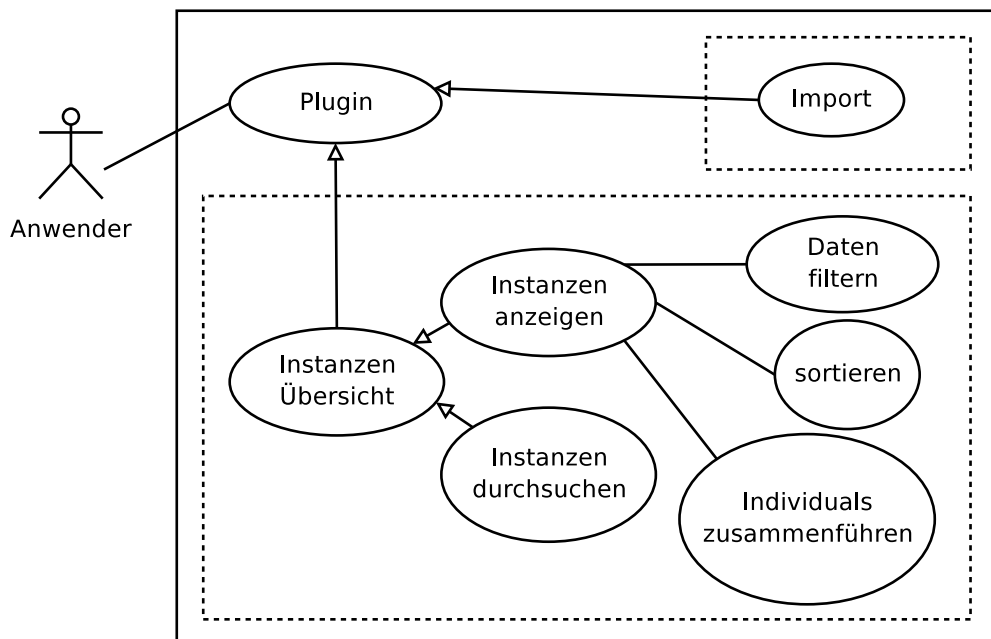 Plugin
Import
Anwender
Daten
filtern
Instanzen
anzeigen
Instanzen
Übersicht
sortieren
Instanzen
durchsuchen
Individuals
zusammenführen